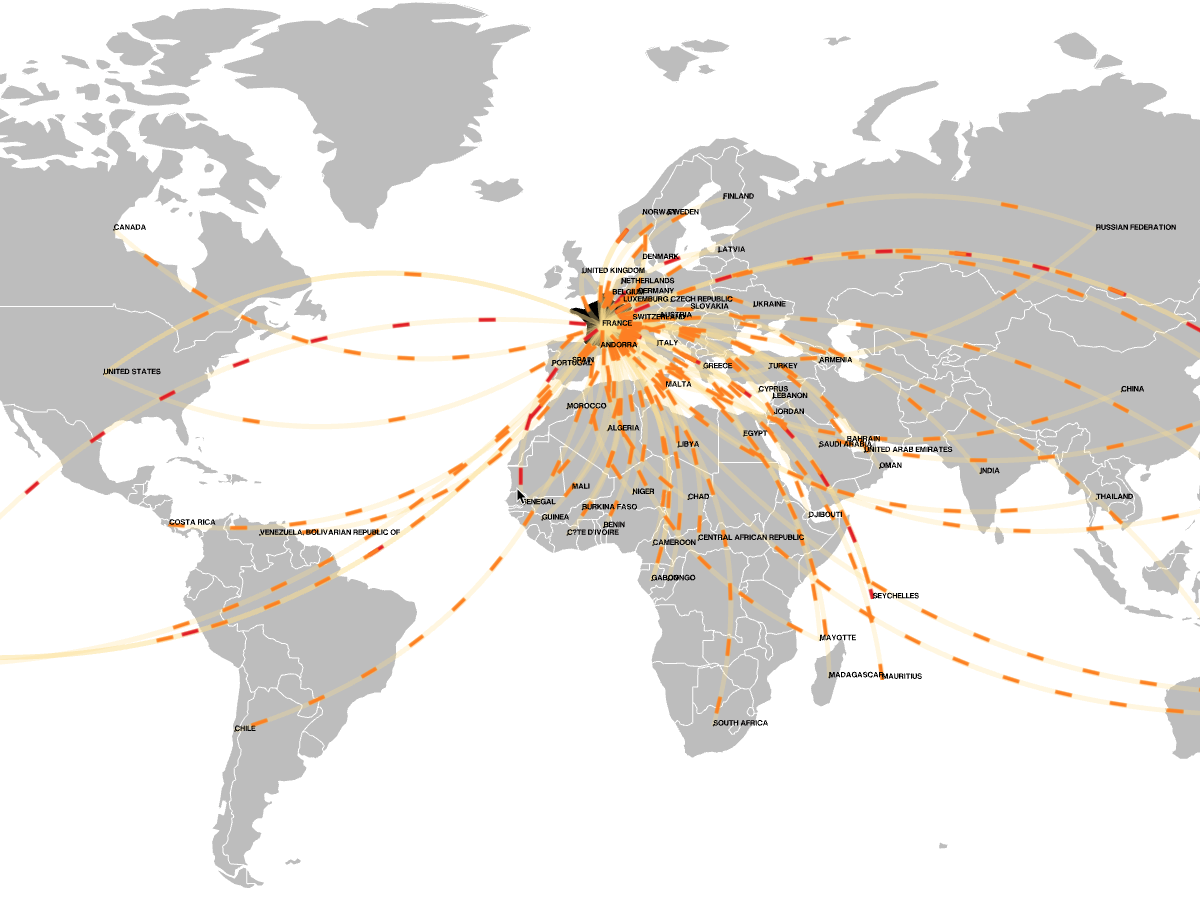 FINLAND
NORWAY
SWEDEN
CANADA
RUSSIAN FEDERATION
LATVIA
DENMARK
UNITED KINGDOM
NETHERLANDS
BELGIUM
GERMANY
LUXEMBURG
CZECH REPUBLIC
UKRAINE
SLOVAKIA
SWITZERLAND
AUSTRIA
FRANCE
ITALY
ANDORRA
SPAIN
PORTUGAL
ARMENIA
GREECE
TURKEY
UNITED STATES
MALTA
CYPRUS
CHINA
LEBANON
MOROCCO
JORDAN
ALGERIA
EGYPT
BAHRAIN
LIBYA
SAUDI ARABIA
UNITED ARAB EMIRATES
OMAN
INDIA
MALI
NIGER
CHAD
THAILAND
SENEGAL
BURKINA FASO
DJIBOUTI
GUINEA
COSTA RICA
BENIN
VENEZUELA, BOLIVARIAN REPUBLIC OF
C?TE D'IVOIRE
CENTRAL AFRICAN REPUBLIC
CAMEROON
GABON
CONGO
SEYCHELLES
MAYOTTE
MADAGASCAR
MAURITIUS
SOUTH AFRICA
CHILE